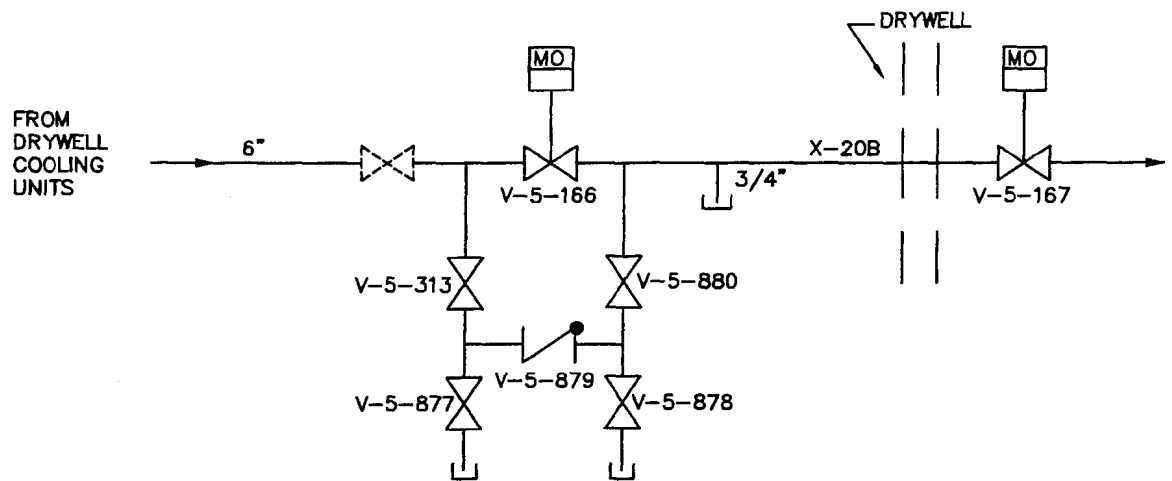 DRYWELL
MO
MO
FROM
DRYWELL
COOLING
UNITS
6"
X-20B
3/4"
V-5-166
V-5-167
V-5-313
V-5-880
V-5-879
V-5-877
V-5-878